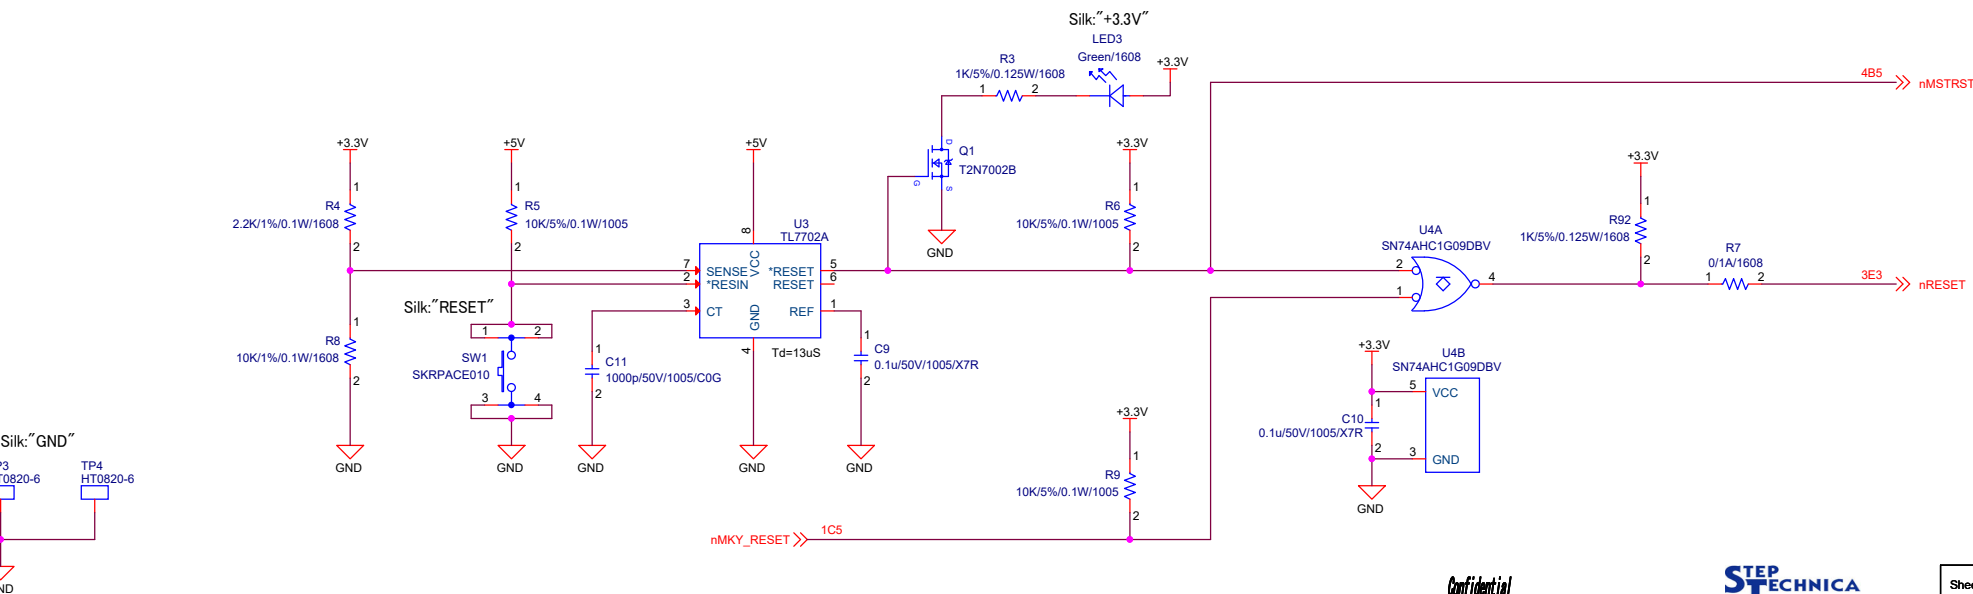 Silk:"+3.3V"
LED3
Green/1608
+3.3V
R3
1K/5%/0.125W/1608
1
2
4B5
nMSTRST
+3.3V
1
R4
2.2K/1%/0.1W/1608
2
+5V
1
R5
10K/5%/0.1W/1005
2
+5V
8
U3
TL7702A
D
Q1
T2N7002B
G
S
GND
+3.3V
1
R6
10K/5%/0.1W/1005
2
7
SENSE
VCC
*RESET
5
2
*RESIN
RESET
6
3
CT
GND
REF
1
4
Td=13uS
U4A
SN74AHC1G09DBV
2
1
4
+3.3V
1
R92
1K/5%/0.125W/1608
2
R7
0/1A/1608
1
2
3E3
nRESET
Silk:"RESET"
1
2
SW1
SKRPACE010
3
4
GND
1
R8
10K/1%/0.1W/1608
2
GND
1
C11
1000p/50V/1005/C0G
2
GND
GND
1
C9
0.1u/50V/1005/X7R
2
GND
+3.3V
U4B
SN74AHC1G09DBV
5
VCC
1
C10
0.1u/50V/1005/X7R
2
3
GND
GND
+3.3V
1
R9
10K/5%/0.1W/1005
2
nMKY_RESET
1C5
Silk:"GND"
TP4
HT0820-6
Confidential
STEP
TECHNICA